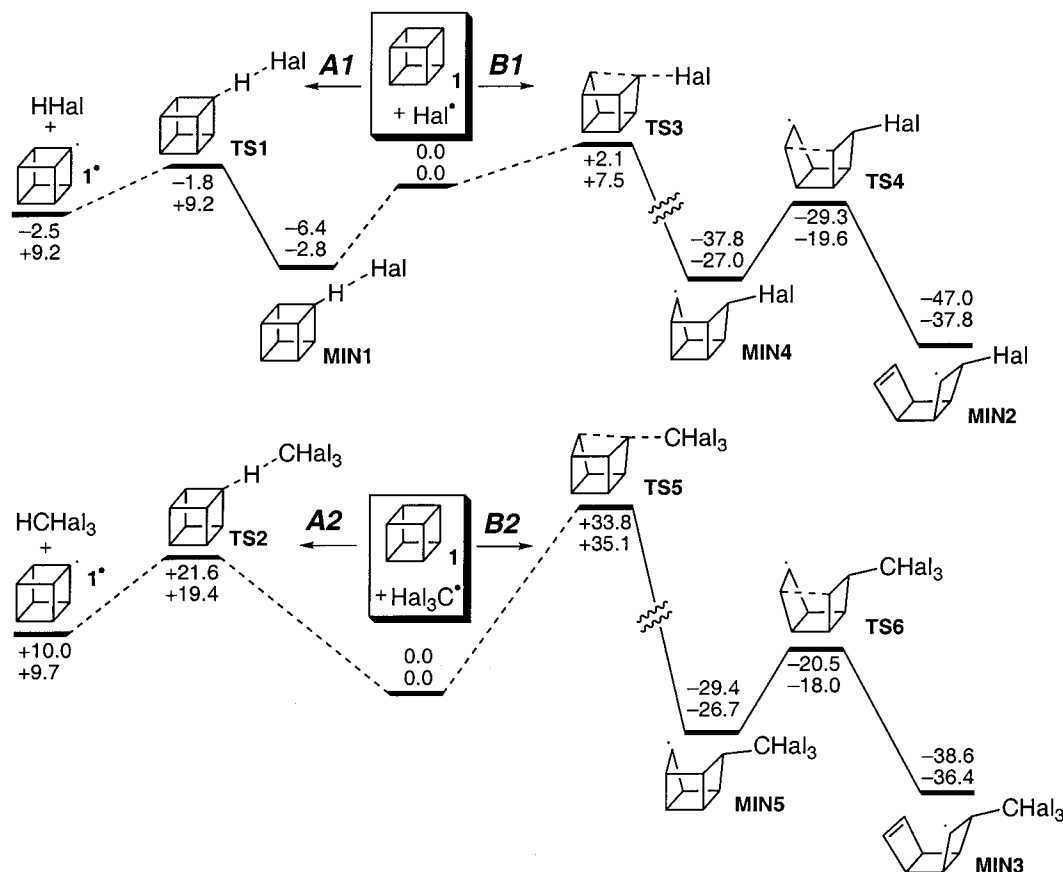 Hal
H
TS1
A1
1
+ Hal•
B1
0.0
0.0
HHal
+
1•
−2.5
+9.2
−1.8
+9.2
−6.4
−2.8
Hal
H
MIN1
Hal
TS3
+2.1
+7.5
−37.8
−27.0
Hal
MIN4
Hal
TS4
−29.3
−19.6
−47.0
−37.8
Hal
MIN2
CHal3
H
TS2
A2
1
+ Hal3C•
B2
0.0
0.0
HCHal3
+
1•
+10.0
+9.7
+21.6
+19.4
CHal3
TS5
+33.8
+35.1
−29.4
−26.7
CHal3
MIN5
CHal3
TS6
−20.5
−18.0
−38.6
−36.4
CHal3
MIN3